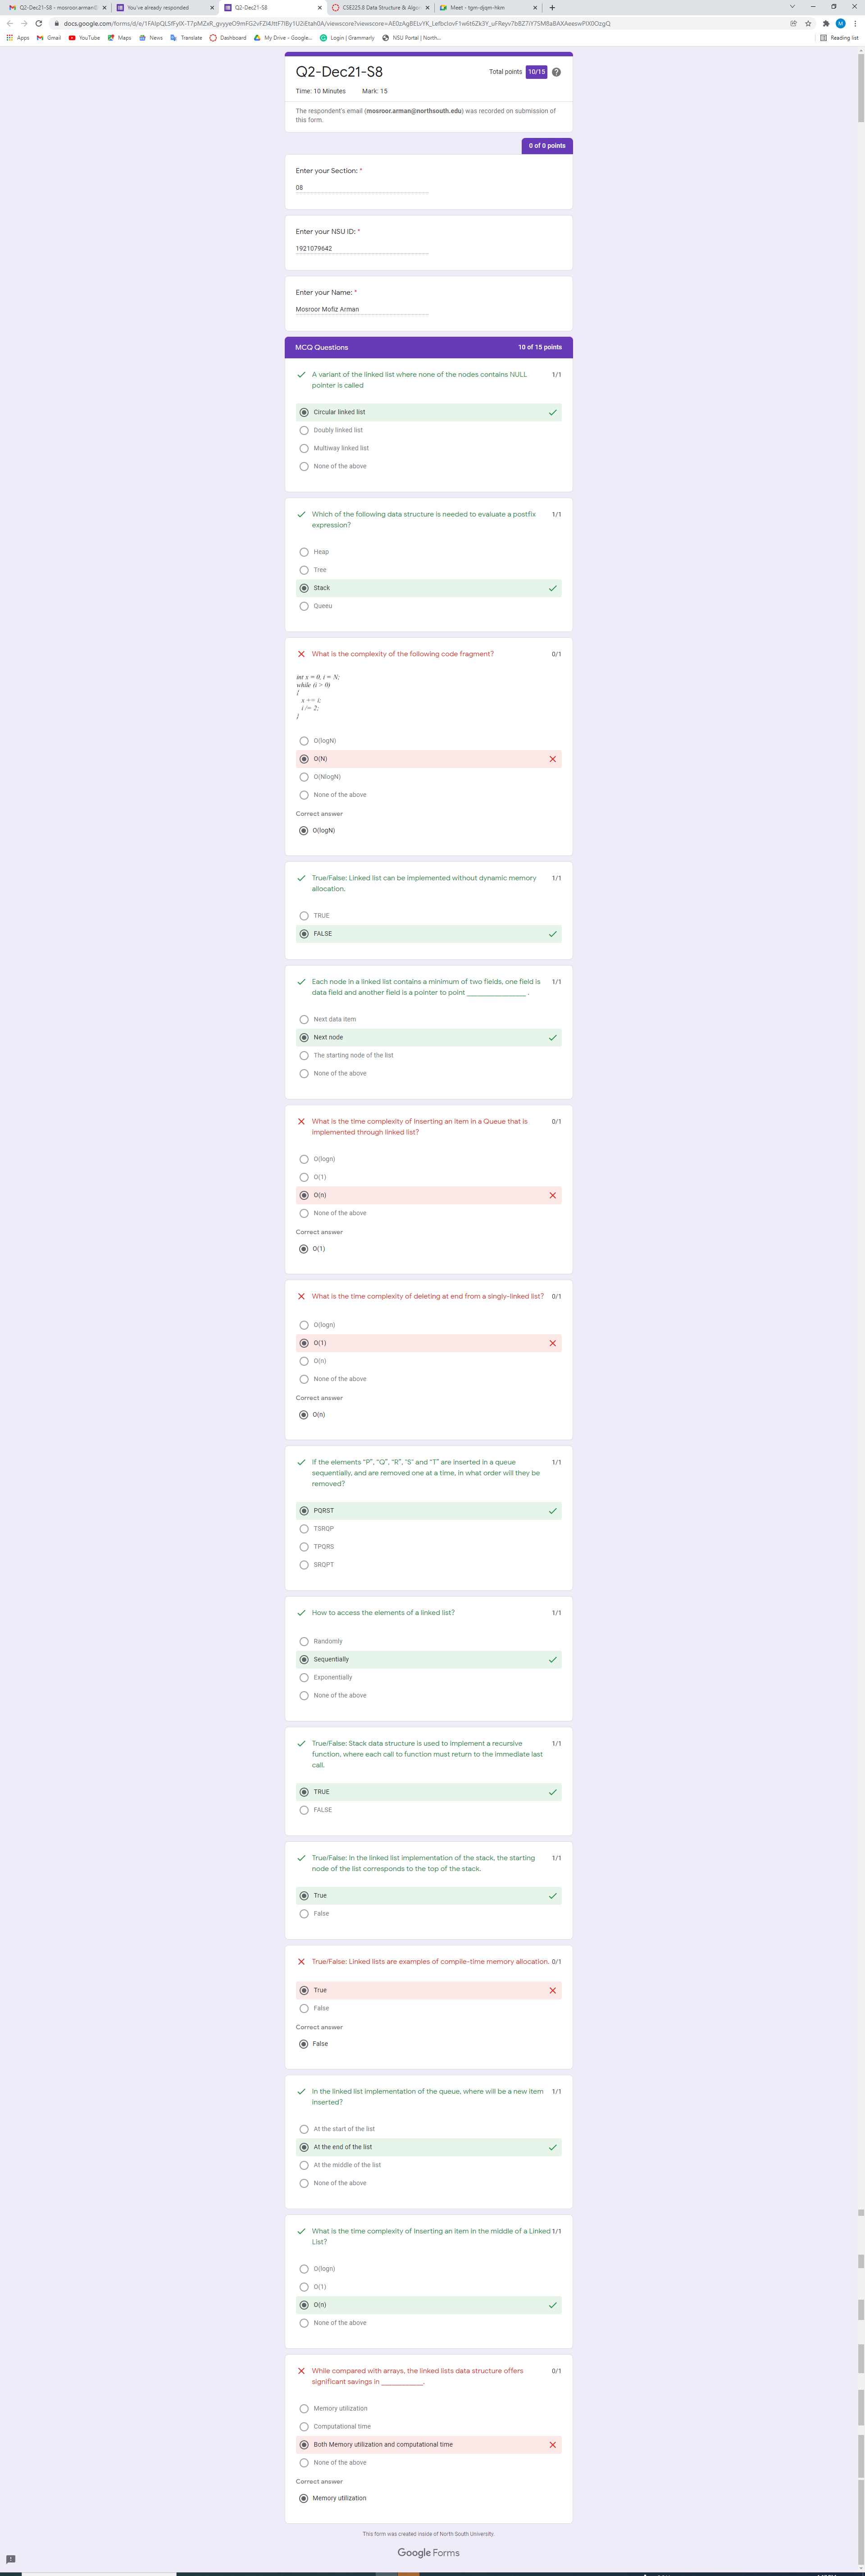 Q2-Dec21-S8 - mosroor.arman@
You've already responded
Q2-Dec21-S8
CSE225.8 Data Structure & Algo
Meet - tgm-djqm-hkm
Apps
Gmail
YouTube
Maps
News
Translate
Dashboard
My Drive - Google...
Login | Grammarly
NSU Portal | North...
Reading list
Q2-Dec21-S8
Total points 10/15
Time: 10 Minutes Mark: 15
The respondent's email (mosroor.arman@northsouth.edu) was recorded on submission of
this form.
0 of 0 points
Enter your Section: *
08
Enter your NSU ID: *
1921079642
Enter your Name: *
Mosroor Mofiz Arman
MCQ Questions 10 of 15 points
A variant of the linked list where none of the nodes contains NULL 1/1
pointer is called
Circular linked list
Doubly linked list
Multiway linked list
None of the above
Which of the following data structure is needed to evaluate a postfix 1/1
expression?
Heap
Tree
Stack
Queeu
What is the complexity of the following code fragment? 0/1
int x = 0, i = N;
while (i > 0)
{
x += i;
i /= 2;
}
O(logN)
O(N)
O(NlogN)
None of the above
Correct answer
O(logN)
True/False: Linked list can be implemented without dynamic memory 1/1
allocation.
TRUE
FALSE
Each node in a linked list contains a minimum of two fields, one field is 1/1
data field and another field is a pointer to point _________________ .
Next data item
Next node
The starting node of the list
None of the above
What is the time complexity of Inserting an item in a Queue that is 0/1
implemented through linked list?
O(logn)
O(1)
O(n)
None of the above
Correct answer
O(1)
What is the time complexity of deleting at end from a singly-linked list? 0/1
O(logn)
O(1)
O(n)
None of the above
Correct answer
O(n)
If the elements “P”, “Q”, “R”, “S” and “T” are inserted in a queue 1/1
sequentially, and are removed one at a time, in what order will they be
removed?
PQRST
TSRQP
TPQRS
SRQPT
How to access the elements of a linked list? 1/1
Randomly
Sequentially
Exponentially
None of the above
True/False: Stack data structure is used to implement a recursive 1/1
function, where each call to function must return to the immediate last
call.
TRUE
FALSE
True/False: In the linked list implementation of the stack, the starting 1/1
node of the list corresponds to the top of the stack.
True
False
True/False: Linked lists are examples of compile-time memory allocation. 0/1
True
False
Correct answer
False
In the linked list implementation of the queue, where will be a new item 1/1
inserted?
At the start of the list
At the end of the list
At the middle of the list
None of the above
What is the time complexity of Inserting an item in the middle of a Linked 1/1
List?
O(logn)
O(1)
O(n)
None of the above
While compared with arrays, the linked lists data structure offers 0/1
significant savings in ____________.
Memory utilization
Computational time
Both Memory utilization and computational time
None of the above
Correct answer
Memory utilization
This form was created inside of North South University.
Google Forms